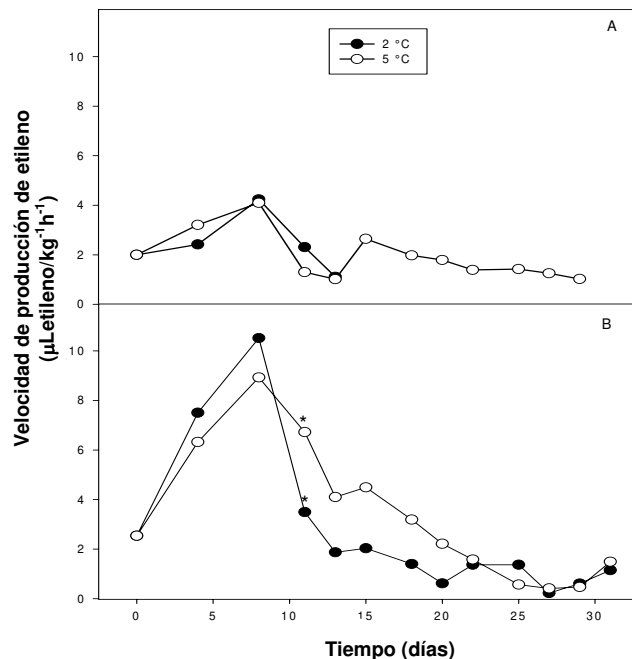 A
2 °C
5 °C
10
8
6
4
2
0
B
10
8
6
4
2
0
*
*
0 5 10 15 20 25 30
Tiempo (días)
Velocidad de producción de etileno
(µLetileno/kg⁻¹h⁻¹)